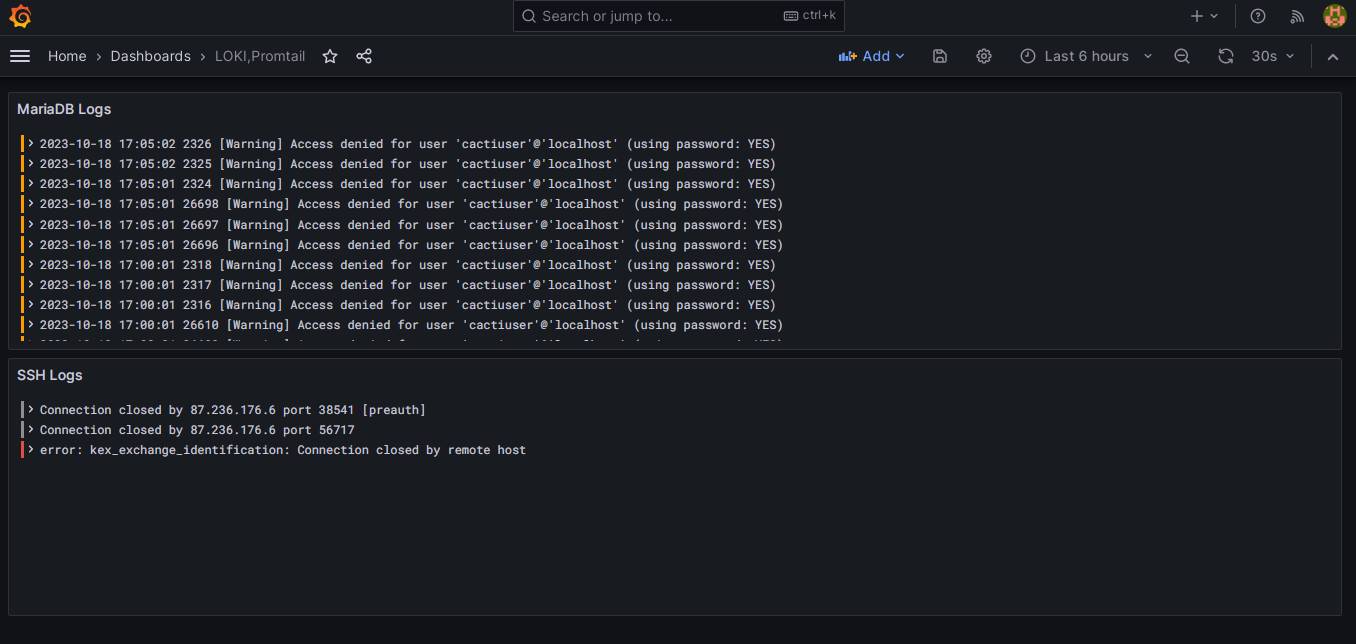 Search or jump to... ctrl+k
Home › Dashboards › LOKI,Promtail Add Last 6 hours 30s
MariaDB Logs
2023-10-18 17:05:02 2326 [Warning] Access denied for user 'cactiuser'@'localhost' (using password: YES)
2023-10-18 17:05:02 2325 [Warning] Access denied for user 'cactiuser'@'localhost' (using password: YES)
2023-10-18 17:05:01 2324 [Warning] Access denied for user 'cactiuser'@'localhost' (using password: YES)
2023-10-18 17:05:01 26698 [Warning] Access denied for user 'cactiuser'@'localhost' (using password: YES)
2023-10-18 17:05:01 26697 [Warning] Access denied for user 'cactiuser'@'localhost' (using password: YES)
2023-10-18 17:05:01 26696 [Warning] Access denied for user 'cactiuser'@'localhost' (using password: YES)
2023-10-18 17:00:01 2318 [Warning] Access denied for user 'cactiuser'@'localhost' (using password: YES)
2023-10-18 17:00:01 2317 [Warning] Access denied for user 'cactiuser'@'localhost' (using password: YES)
2023-10-18 17:00:01 2316 [Warning] Access denied for user 'cactiuser'@'localhost' (using password: YES)
2023-10-18 17:00:01 26610 [Warning] Access denied for user 'cactiuser'@'localhost' (using password: YES)
SSH Logs
Connection closed by 87.236.176.6 port 38541 [preauth]
Connection closed by 87.236.176.6 port 56717
error: kex_exchange_identification: Connection closed by remote host